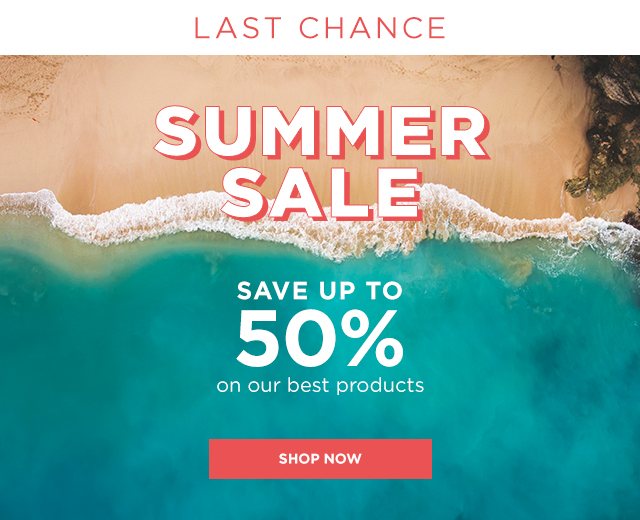 LAST CHANCE
SUMMER
SALE
SAVE UP TO
50%
on our best products
SHOP NOW